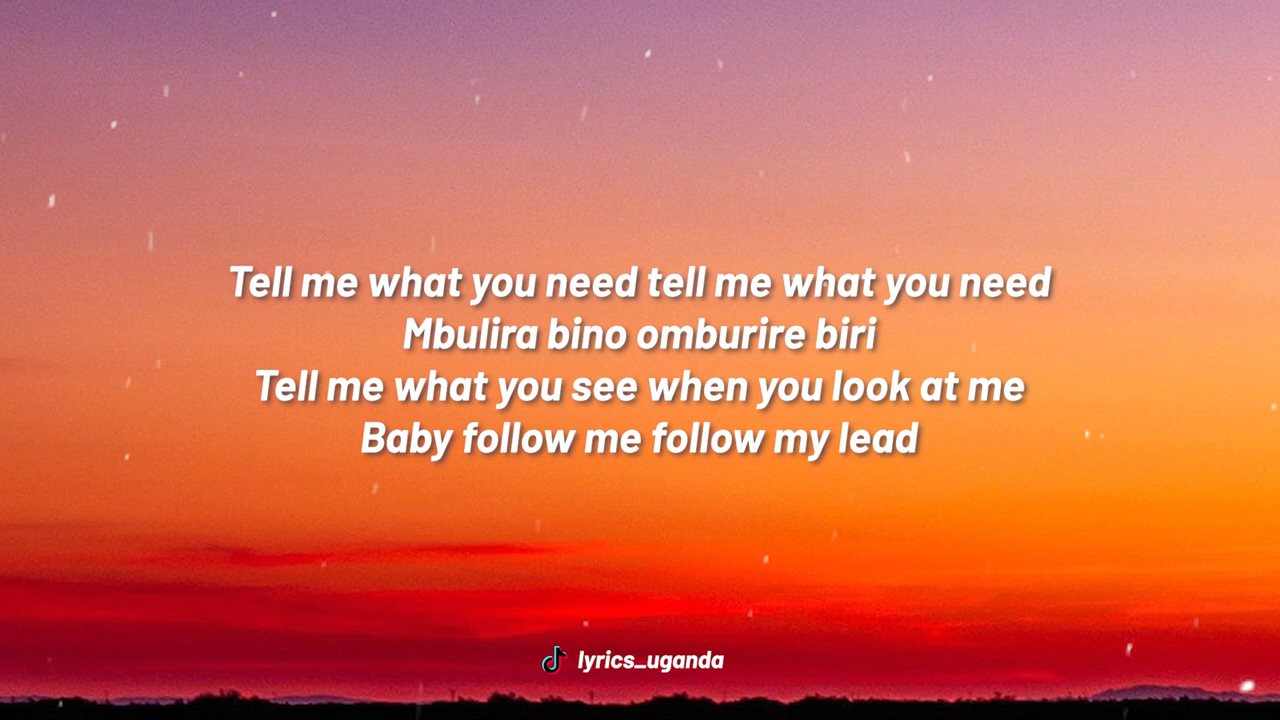 Tell me what you need tell me what you need
Mbulira bino omburire biri
Tell me what you see when you look at me
Baby follow me follow my lead
lyrics_uganda